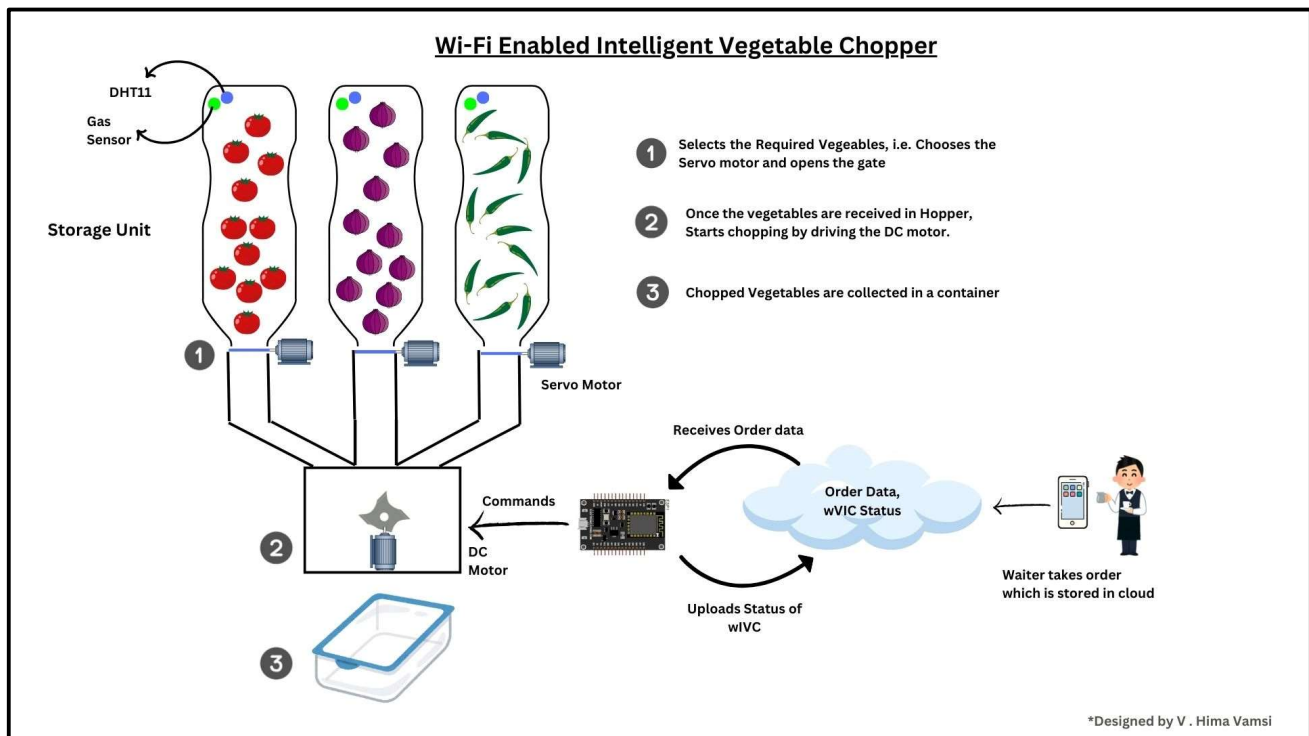 Wi-Fi Enabled Intelligent Vegetable Chopper
DHT11
Gas
Sensor
Storage Unit
1
Selects the Required Vegeables, i.e. Chooses the
Servo motor and opens the gate
2
Once the vegetables are received in Hopper,
Starts chopping by driving the DC motor.
3
Chopped Vegetables are collected in a container
1
Servo Motor
Receives Order data
Order Data,
wVIC Status
Commands
2
DC
Motor
Uploads Status of
wIVC
Waiter takes order
which is stored in cloud
3
*Designed by V . Hima Vamsi